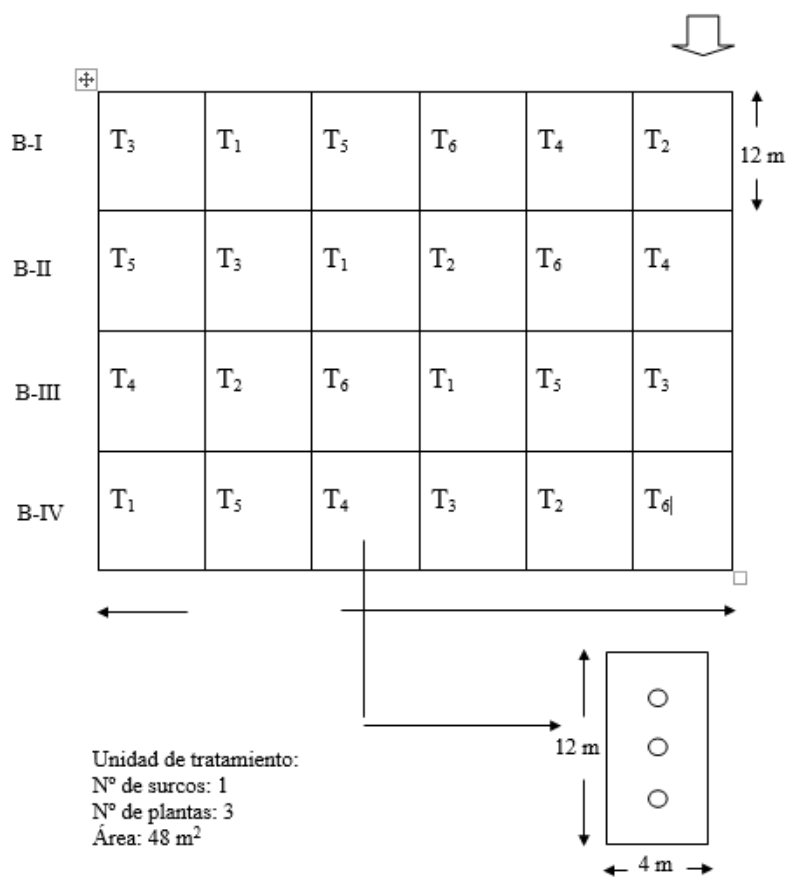 B-I T₃ T₁ T₅ T₆ T₄ T₂ 12 m
B-II T₅ T₃ T₁ T₂ T₆ T₄
B-III T₄ T₂ T₆ T₁ T₅ T₃
B-IV T₁ T₅ T₄ T₃ T₂ T₆
12 m
Unidad de tratamiento:
Nº de surcos: 1
Nº de plantas: 3
Área: 48 m²
4 m